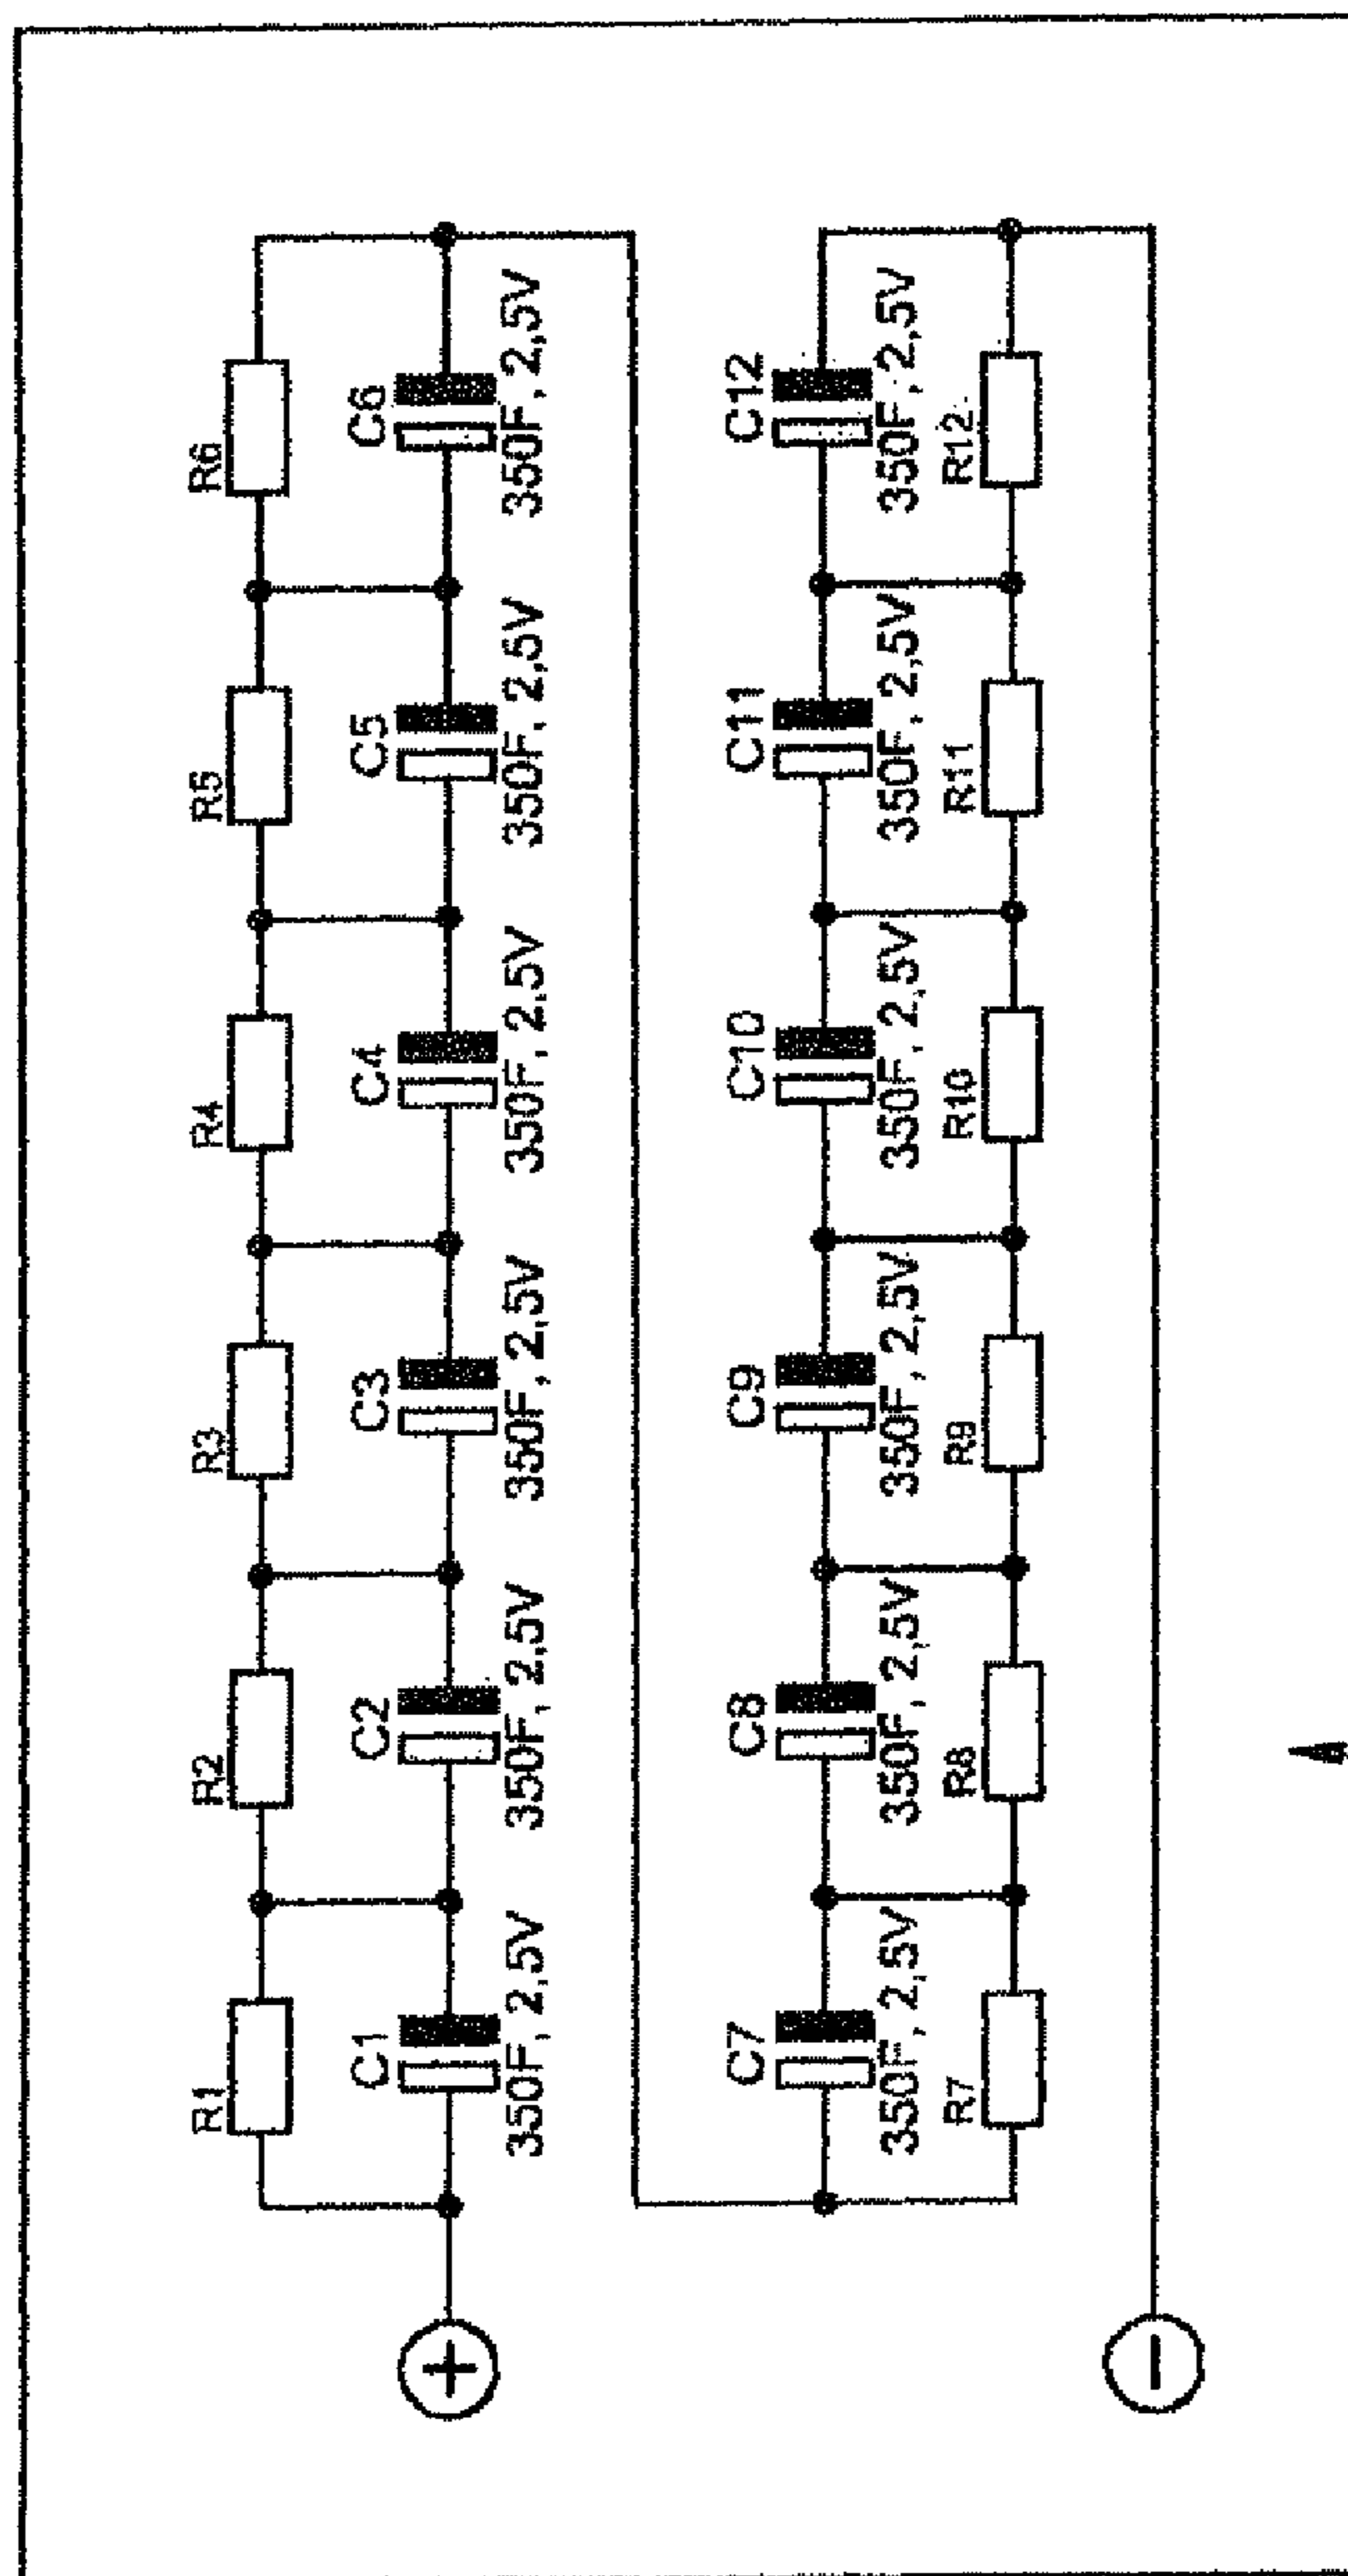 R1 R2 R3 R4 R5 R6
C1 C2 C3 C4 C5 C6
350F, 2,5V 350F, 2,5V 350F, 2,5V 350F, 2,5V 350F, 2,5V 350F, 2,5V
C7 C8 C9 C10 C11 C12
350F, 2,5V 350F, 2,5V 350F, 2,5V 350F, 2,5V 350F, 2,5V 350F, 2,5V
R7 R8 R9 R10 R11 R12
+
−